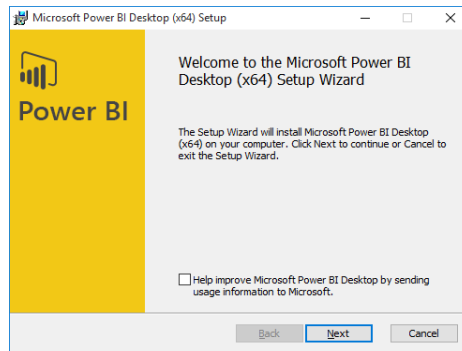 Microsoft Power BI Desktop (x64) Setup
Power BI
Welcome to the Microsoft Power BI
Desktop (x64) Setup Wizard
The Setup Wizard will install Microsoft Power BI Desktop
(x64) on your computer. Click Next to continue or Cancel to
exit the Setup Wizard.
Help improve Microsoft Power BI Desktop by sending
usage information to Microsoft.
Back Next Cancel